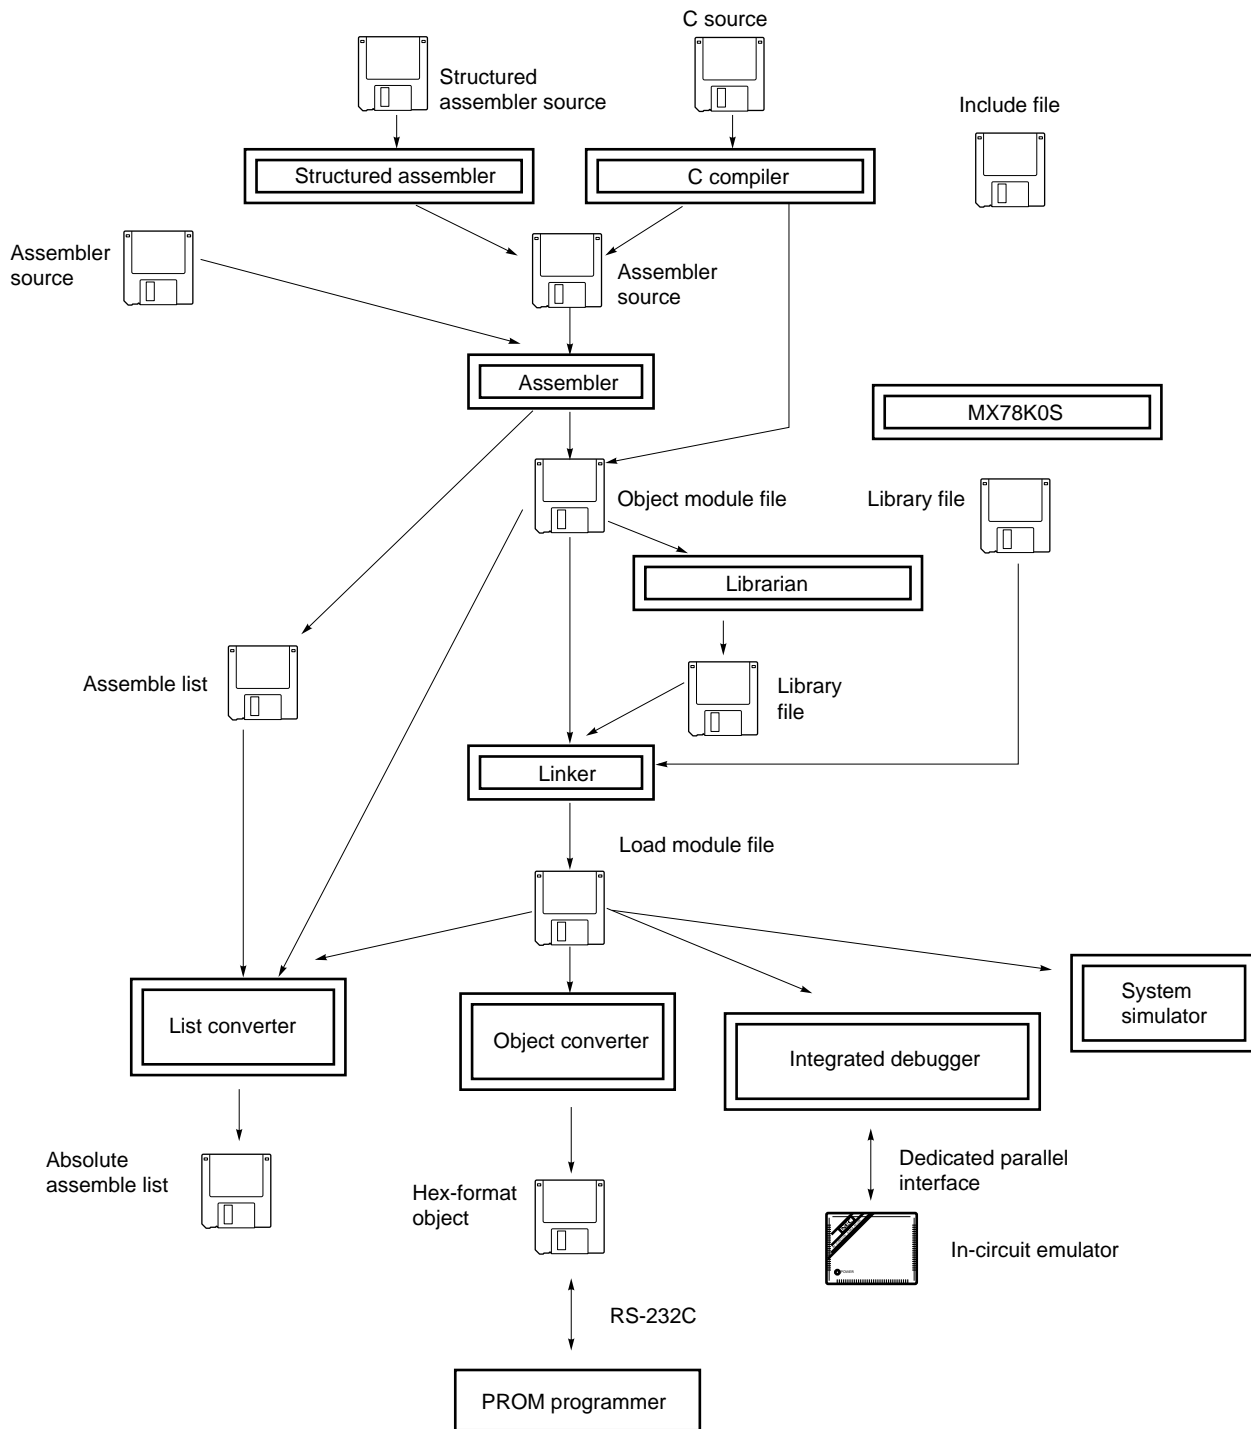 C source
Structured
assembler source
Include file
Structured assembler
C compiler
Assembler
source
Assembler
source
Assembler
MX78K0S
Object module file
Library file
Librarian
Assemble list
Library
file
Linker
Load module file
System
simulator
List converter
Object converter
Integrated debugger
Absolute
assemble list
Dedicated parallel
interface
Hex-format
object
In-circuit emulator
RS-232C
PROM programmer